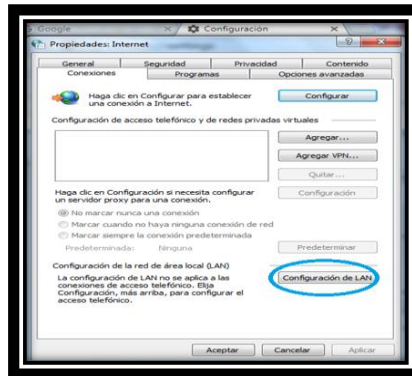 Google
Configuración
Propiedades: Internet
General Seguridad Privacidad Contenido
Conexiones Programas Opciones avanzadas
Haga clic en Configurar para establecer
una conexión a Internet.
Configurar
Configuración de acceso telefónico y de redes privadas virtuales
Agregar...
Agregar VPN...
Quitar...
Haga clic en Configuración si necesita configurar
un servidor proxy para una conexión.
Configuración
No marcar nunca una conexión
Marcar cuando no haya ninguna conexión de red
Marcar siempre la conexión predeterminada
Predeterminada: Ninguna
Predeterminar
Configuración de la red de área local (LAN)
La configuración de LAN no se aplica a las
conexiones de acceso telefónico. Elija
Configuración, más arriba, para configurar el
acceso telefónico.
Configuración de LAN
Aceptar Cancelar Aplicar